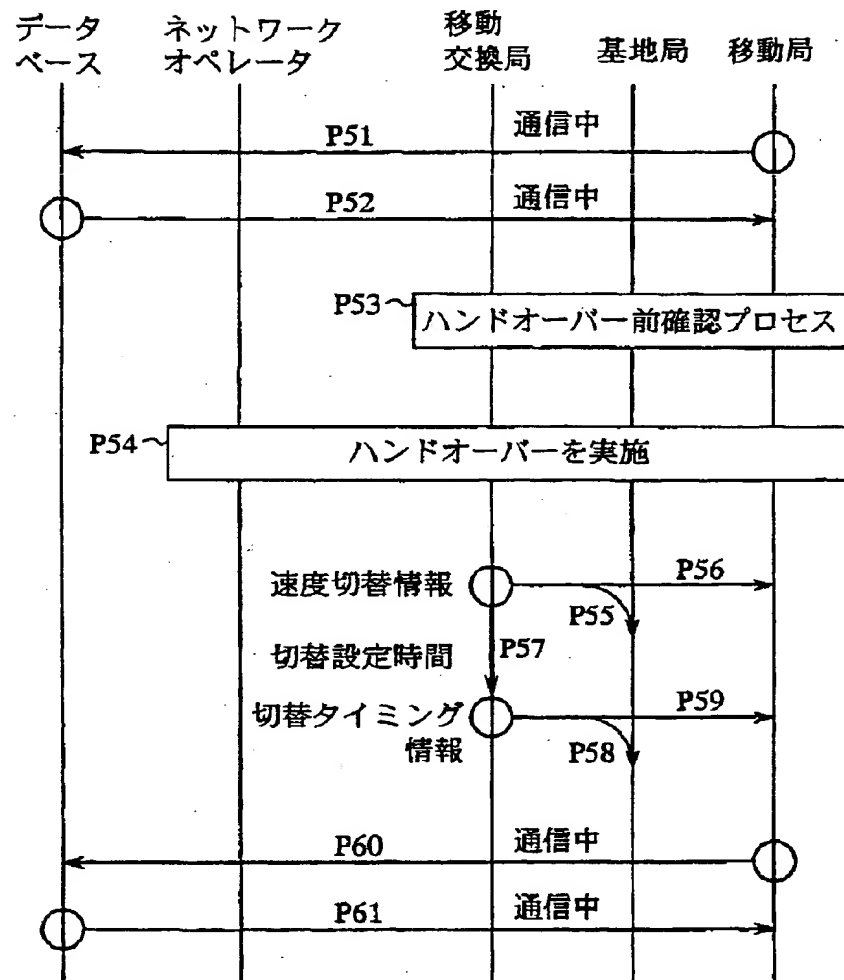 データ
ベース
ネットワーク
オペレータ
移動
交換局
基地局
移動局
P51
通信中
P52
通信中
P53
ハンドオーバー前確認プロセス
P54
ハンドオーバーを実施
速度切替情報
P56
P55
切替設定時間
P57
切替タイミング
情報
P59
P58
P60
通信中
P61
通信中